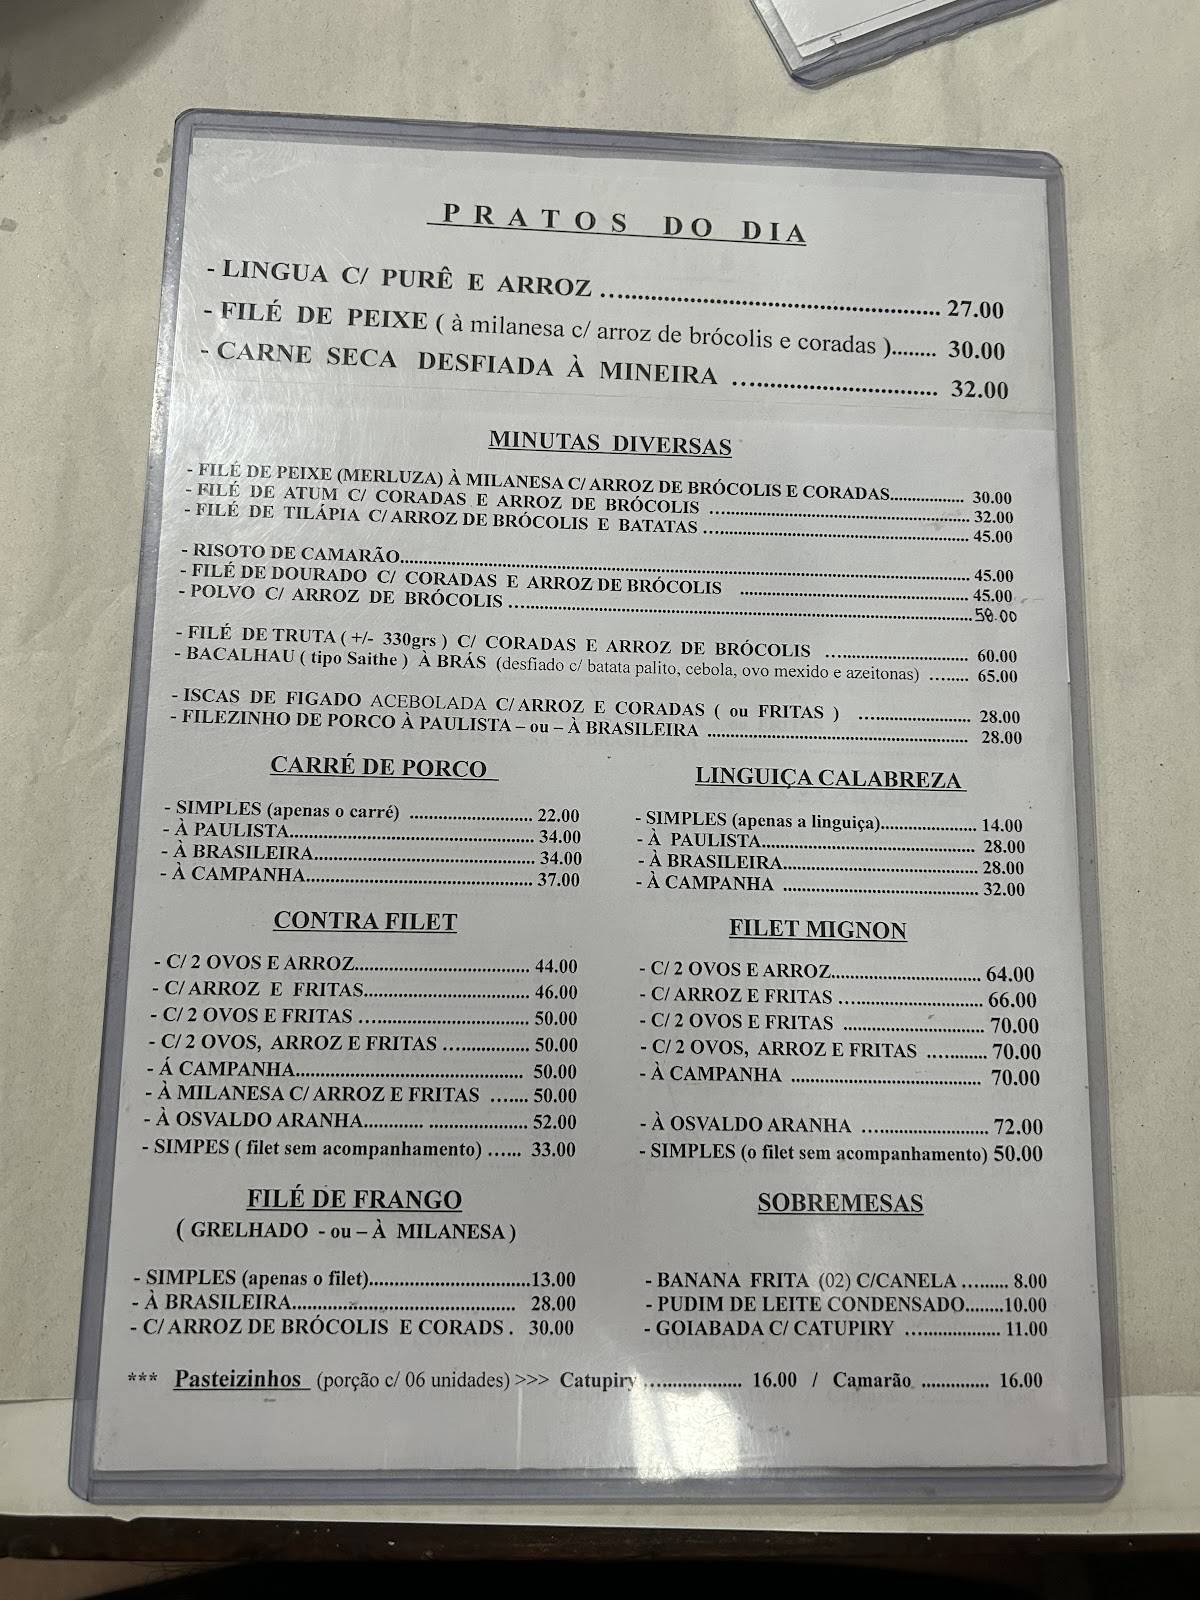 PRATOS DO DIA
- LINGUA C/ PURÊ E ARROZ ........ 27.00
- FILÉ DE PEIXE ( à milanesa c/ arroz de brócolis e coradas )........ 30.00
- CARNE SECA DESFIADA À MINEIRA ........ 32.00
MINUTAS DIVERSAS
- FILÉ DE PEIXE (MERLUZA) À MILANESA C/ ARROZ DE BRÓCOLIS E CORADAS........ 30.00
- FILÉ DE ATUM C/ CORADAS E ARROZ DE BRÓCOLIS ........ 32.00
- FILÉ DE TILÁPIA C/ ARROZ DE BRÓCOLIS E BATATAS ........ 45.00
- RISOTO DE CAMARÃO........ 45.00
- FILÉ DE DOURADO C/ CORADAS E ARROZ DE BRÓCOLIS ........ 45.00
- POLVO C/ ARROZ DE BRÓCOLIS ........ 58.00
- FILÉ DE TRUTA ( +/- 330grs ) C/ CORADAS E ARROZ DE BRÓCOLIS ........ 60.00
- BACALHAU ( tipo Saithe ) À BRÁS (desfiado c/ batata palito, cebola, ovo mexido e azeitonas) ........ 65.00
- ISCAS DE FIGADO ACEBOLADA C/ ARROZ E CORADAS ( ou FRITAS ) ........ 28.00
- FILEZINHO DE PORCO À PAULISTA – ou – À BRASILEIRA ........ 28.00
CARRÉ DE PORCO
- SIMPLES (apenas o carré) ........ 22.00
- À PAULISTA........ 34.00
- À BRASILEIRA........ 34.00
- À CAMPANHA........ 37.00
LINGUIÇA CALABREZA
- SIMPLES (apenas a linguiça)........ 14.00
- À PAULISTA........ 28.00
- À BRASILEIRA........ 28.00
- À CAMPANHA ........ 32.00
CONTRA FILET
- C/ 2 OVOS E ARROZ........ 44.00
- C/ ARROZ E FRITAS........ 46.00
- C/ 2 OVOS E FRITAS ........ 50.00
- C/ 2 OVOS, ARROZ E FRITAS ........ 50.00
- Á CAMPANHA........ 50.00
- À MILANESA C/ ARROZ E FRITAS ....... 50.00
- À OSVALDO ARANHA........ ........ 52.00
- SIMPES ( filet sem acompanhamento) ...... 33.00
FILET MIGNON
- C/ 2 OVOS E ARROZ........ 64.00
- C/ ARROZ E FRITAS ........ 66.00
- C/ 2 OVOS E FRITAS ........ 70.00
- C/ 2 OVOS, ARROZ E FRITAS ........ 70.00
- À CAMPANHA ........ 70.00
- À OSVALDO ARANHA ........ 72.00
- SIMPLES (o filet sem acompanhamento) 50.00
FILÉ DE FRANGO
( GRELHADO - ou – À MILANESA )
- SIMPLES (apenas o filet)........13.00
- À BRASILEIRA........ 28.00
- C/ ARROZ DE BRÓCOLIS E CORADS . 30.00
SOBREMESAS
- BANANA FRITA (02) C/CANELA ......... 8.00
- PUDIM DE LEITE CONDENSADO........10.00
- GOIABADA C/ CATUPIRY ........ 11.00
*** Pasteizinhos (porção c/ 06 unidades) >>> Catupiry ........ 16.00 / Camarão ........ 16.00